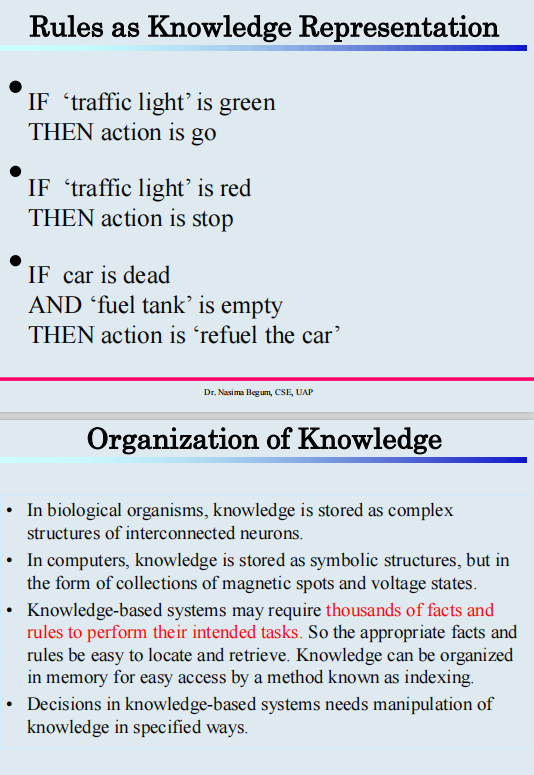 Rules as Knowledge Representation
• IF ‘traffic light’ is green
THEN action is go
• IF ‘traffic light’ is red
THEN action is stop
• IF car is dead
AND ‘fuel tank’ is empty
THEN action is ‘refuel the car’
Dr. Nasima Begum, CSE, UAP
Organization of Knowledge
• In biological organisms, knowledge is stored as complex
structures of interconnected neurons.
• In computers, knowledge is stored as symbolic structures, but in
the form of collections of magnetic spots and voltage states.
• Knowledge-based systems may require thousands of facts and
rules to perform their intended tasks. So the appropriate facts and
rules be easy to locate and retrieve. Knowledge can be organized
in memory for easy access by a method known as indexing.
• Decisions in knowledge-based systems needs manipulation of
knowledge in specified ways.